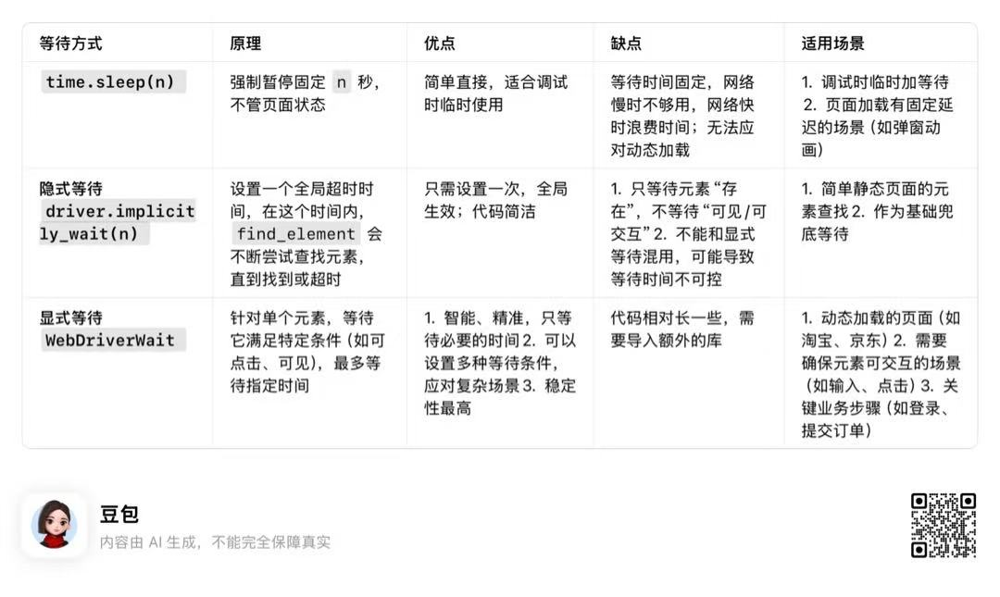 等待方式 原理 优点 缺点 适用场景
time.sleep(n)
强制暂停固定 n 秒，
不管页面状态
简单直接，适合调试
时临时使用
等待时间固定，网络
慢时不够用，网络快
时浪费时间；无法应
对动态加载
1. 调试时临时加等待
2. 页面加载有固定延
迟的场景（如弹窗动
画）
隐式等待
driver.implicit
ly_wait(n)
设置一个全局超时时
间，在这个时间内，
find_element 会
不断尝试查找元素，
直到找到或超时
只需设置一次，全局
生效；代码简洁
1. 只等待元素“存
在”，不等待“可见/可
交互” 2. 不能和显式
等待混用，可能导致
等待时间不可控
1. 简单静态页面的元
素查找 2. 作为基础兜
底等待
显式等待
WebDriverWait
针对单个元素，等待
它满足特定条件（如可
点击、可见），最多等
待指定时间
1. 智能、精准，只等
待必要的时间 2. 可以
设置多种等待条件，
应对复杂场景 3. 稳定
性最高
代码相对长一些，需
要导入额外的库
1. 动态加载的页面（如
淘宝、京东）2. 需要
确保元素可交互的场景
（如输入、点击）3. 关
键业务步骤（如登录、
提交订单）
豆包
内容由 AI 生成，不能完全保障真实